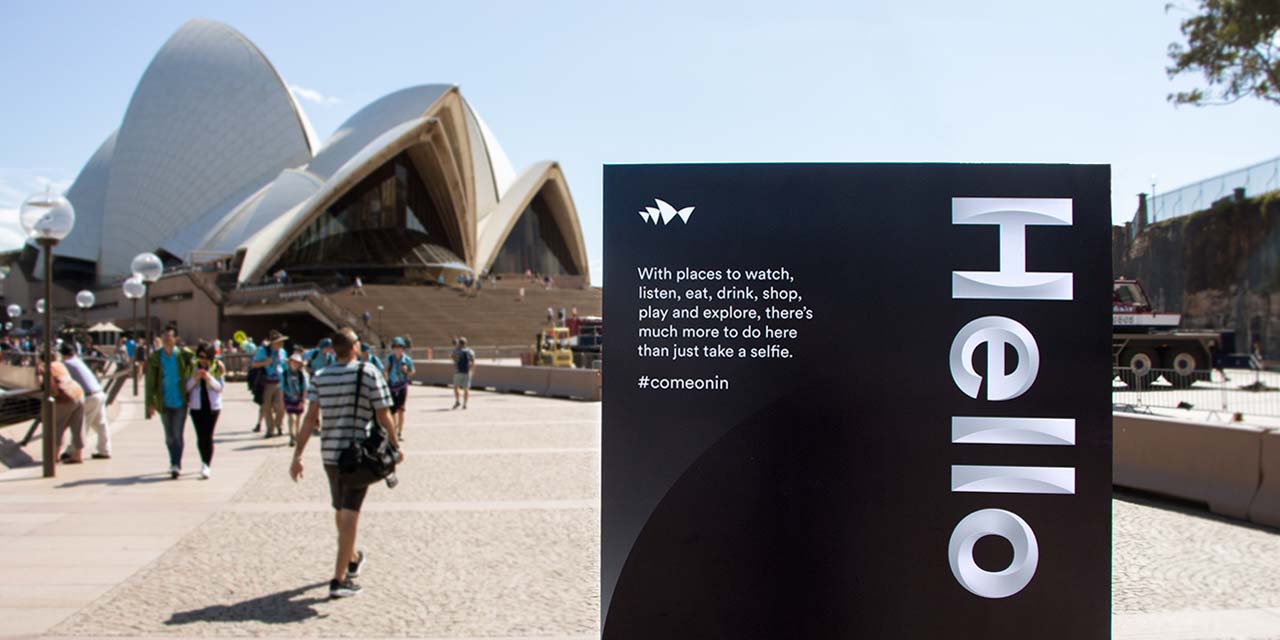 With places to watch,
listen, eat, drink, shop,
play and explore, there's
much more to do here
than just take a selfie.
#comeonin
Hello